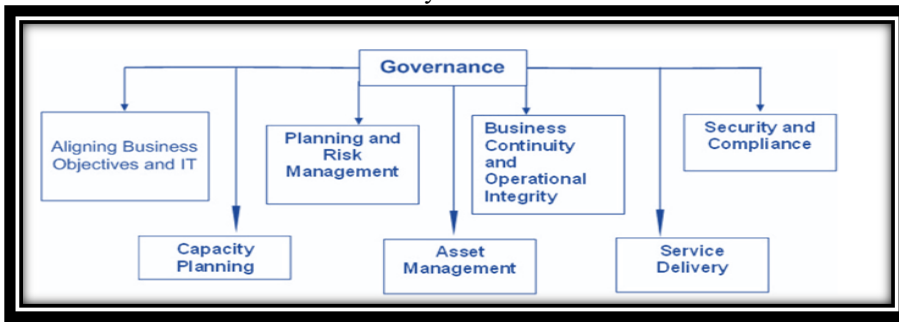 Governance
Aligning Business
Objectives and IT
Planning and
Risk
Management
Business
Continuity
and
Operational
Integrity
Security and
Compliance
Capacity
Planning
Asset
Management
Service
Delivery